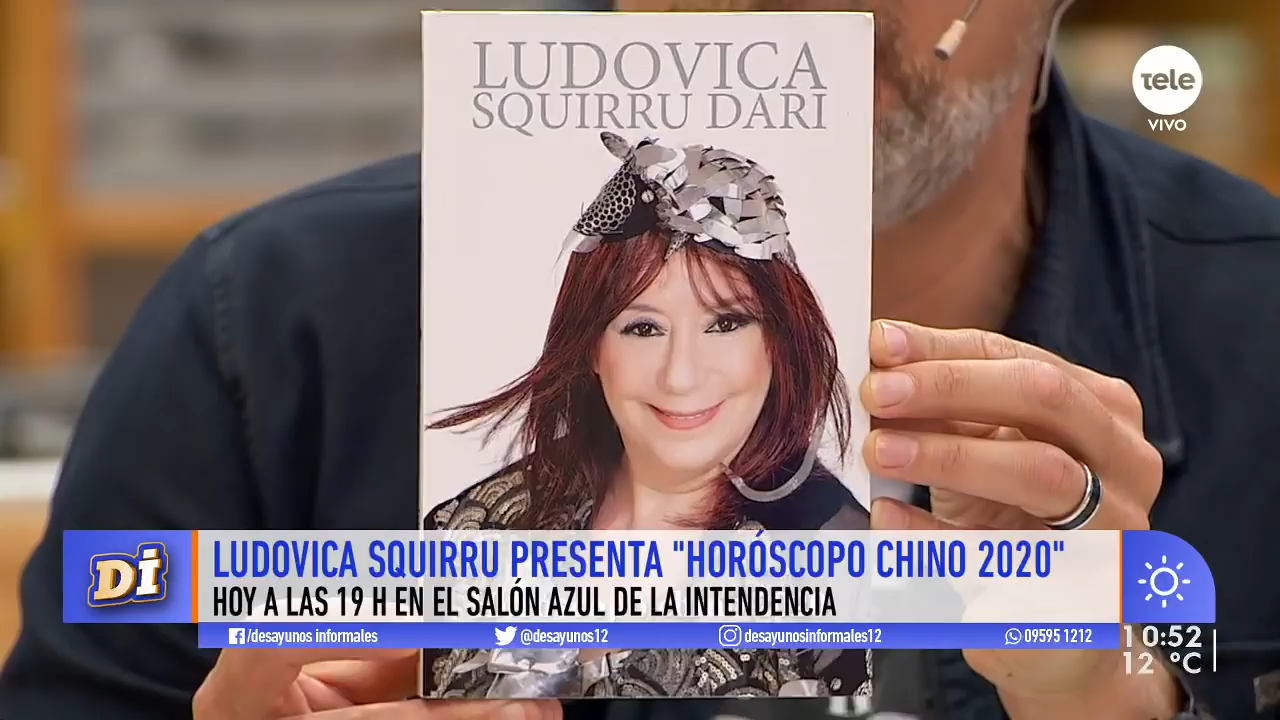 LUDOVICA
SQUIRRU DARI
tele
VIVO
Di
LUDOVICA SQUIRRU PRESENTA "HORÓSCOPO CHINO 2020"
HOY A LAS 19 H EN EL SALÓN AZUL DE LA INTENDENCIA
/desayunos informales
@desayunos12
desayunosinformales12
09595 1212
10:52
12 °C